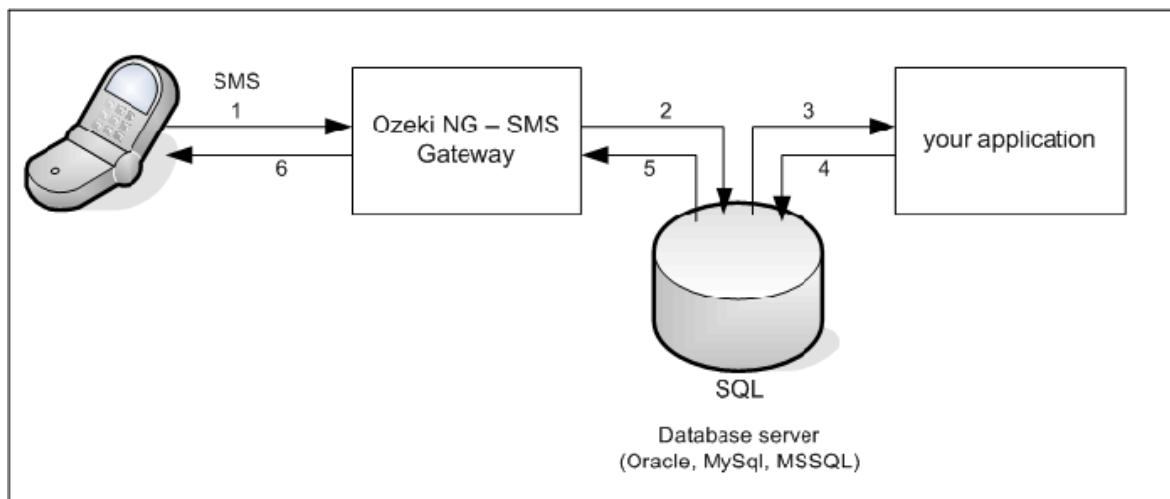 SMS
1
6
Ozeki NG – SMS
Gateway
2
5
3
4
your application
SQL
Database server
(Oracle, MySql, MSSQL)